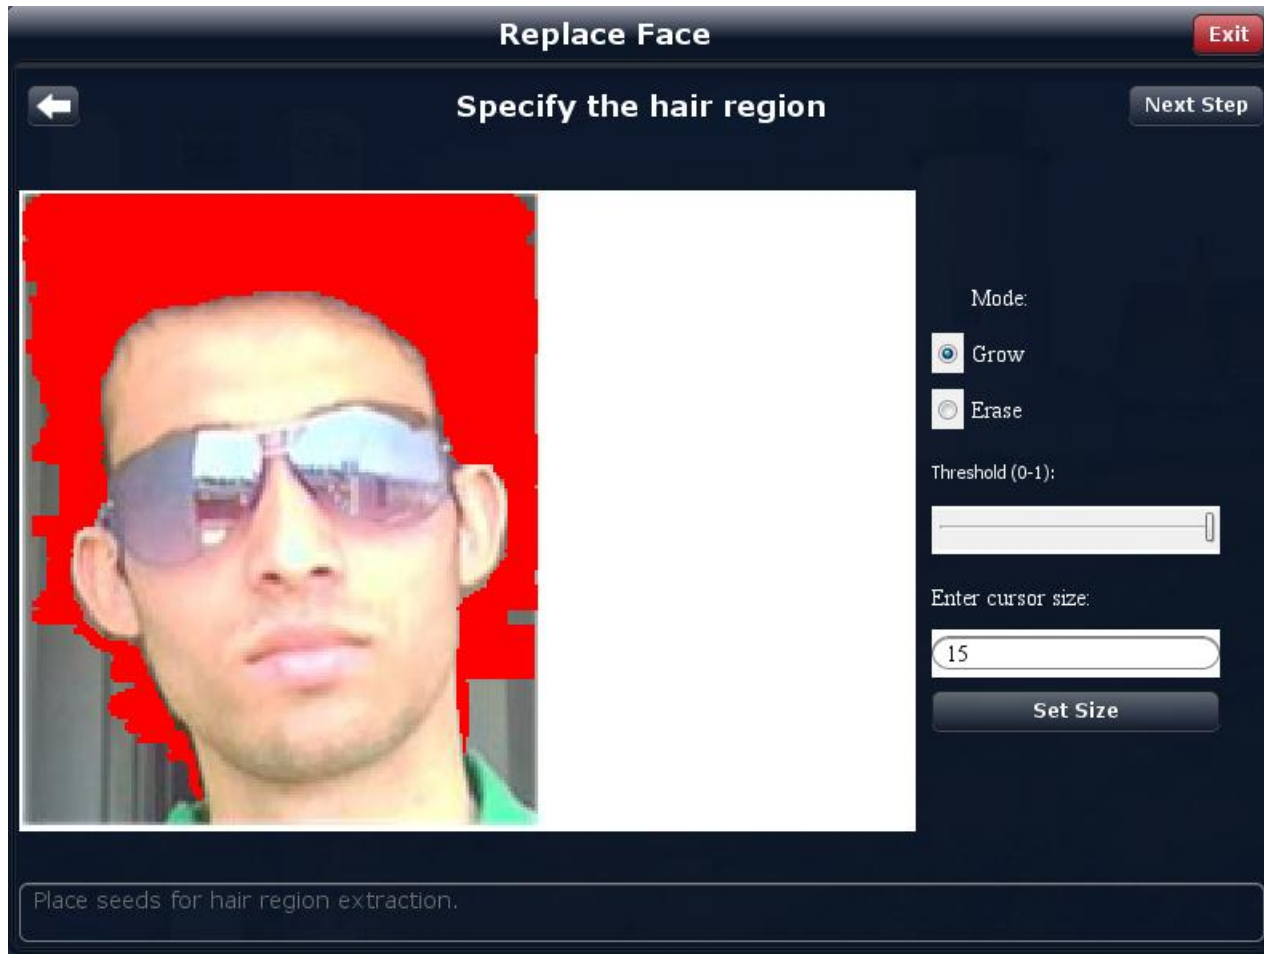 Replace Face
Exit
Specify the hair region
Next Step
Mode:
Grow
Erase
Threshold (0-1):
Enter cursor size:
15
Set Size
Place seeds for hair region extraction.